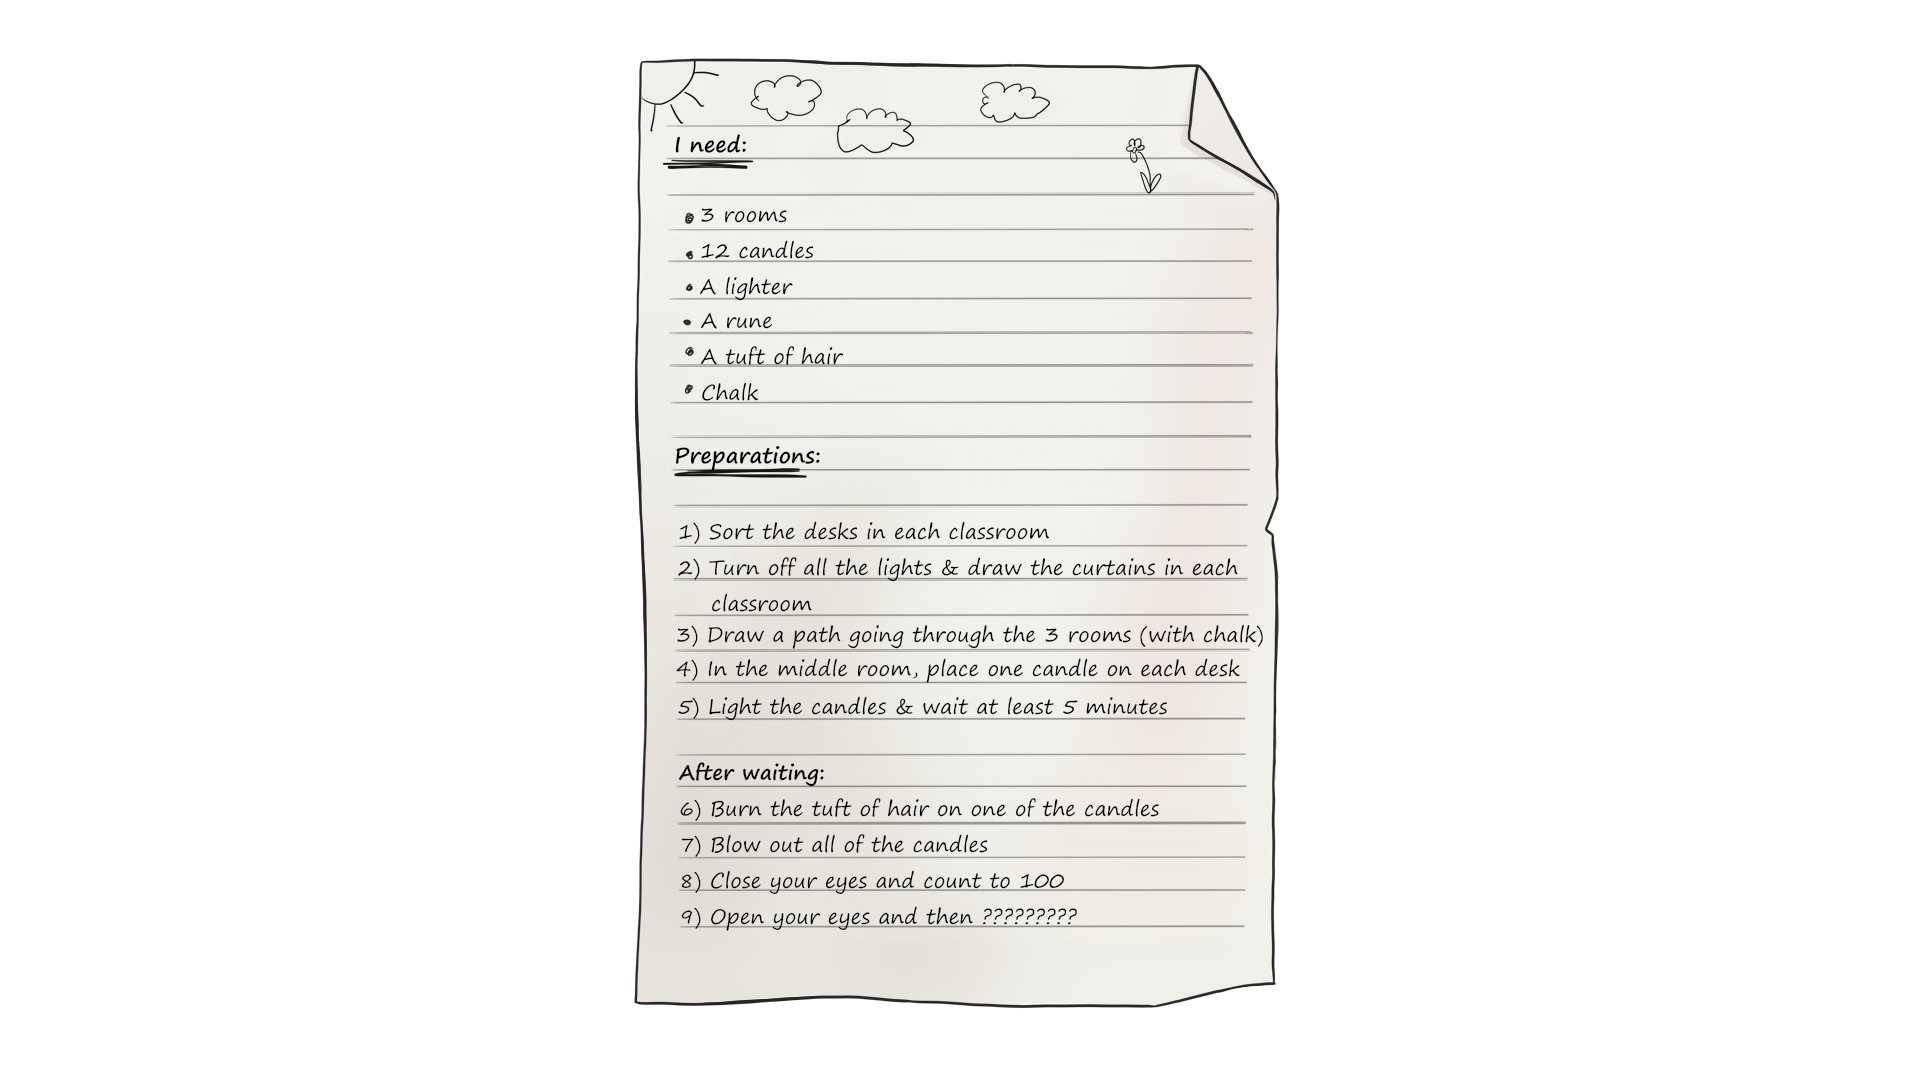 I need:
• 3 rooms
• 12 candles
• A lighter
• A rune
• A tuft of hair
• Chalk
Preparations:
1) Sort the desks in each classroom
2) Turn off all the lights & draw the curtains in each
classroom
3) Draw a path going through the 3 rooms (with chalk)
4) In the middle room, place one candle on each desk
5) Light the candles & wait at least 5 minutes
After waiting:
6) Burn the tuft of hair on one of the candles
7) Blow out all of the candles
8) Close your eyes and count to 100
9) Open your eyes and then ?????????